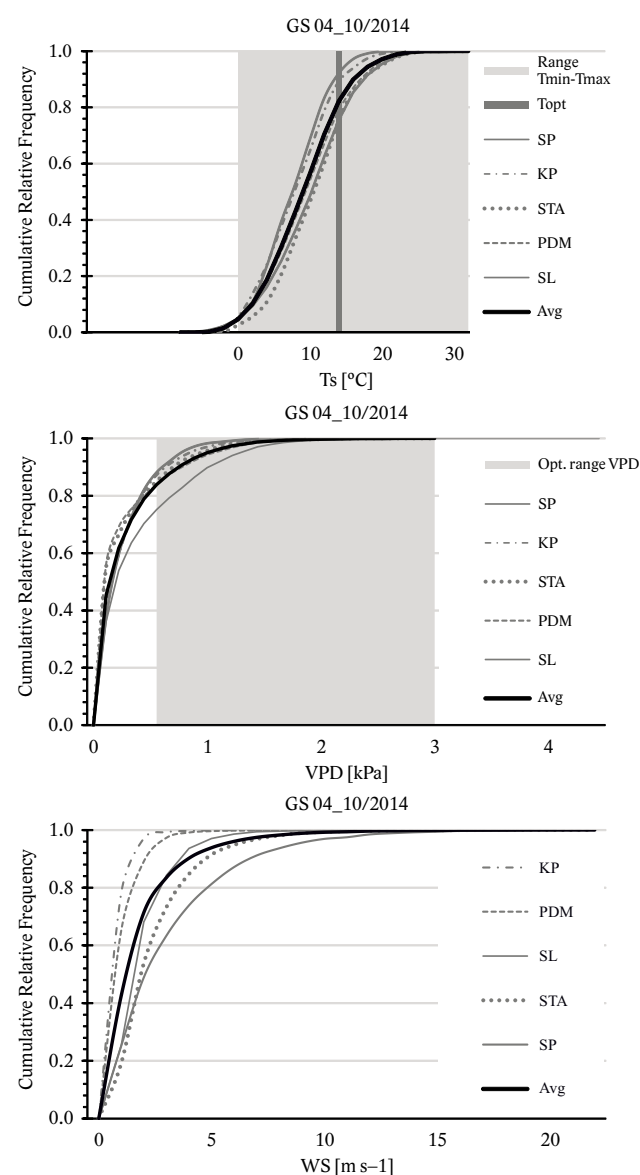 GS 04_10/2014
Cumulative Relative Frequency
1.0
0.8
0.6
0.4
0.2
0.0
0
10
20
30
Ts [°C]
Range
Tmin-Tmax
Topt
SP
KP
STA
PDM
SL
Avg
GS 04_10/2014
Cumulative Relative Frequency
1.0
0.8
0.6
0.4
0.2
0.0
0
1
2
3
4
VPD [kPa]
Opt. range VPD
SP
KP
STA
PDM
SL
Avg
GS 04_10/2014
Cumulative Relative Frequency
1.0
0.8
0.6
0.4
0.2
0.0
0
5
10
15
20
WS [m s–1]
KP
PDM
SL
STA
SP
Avg